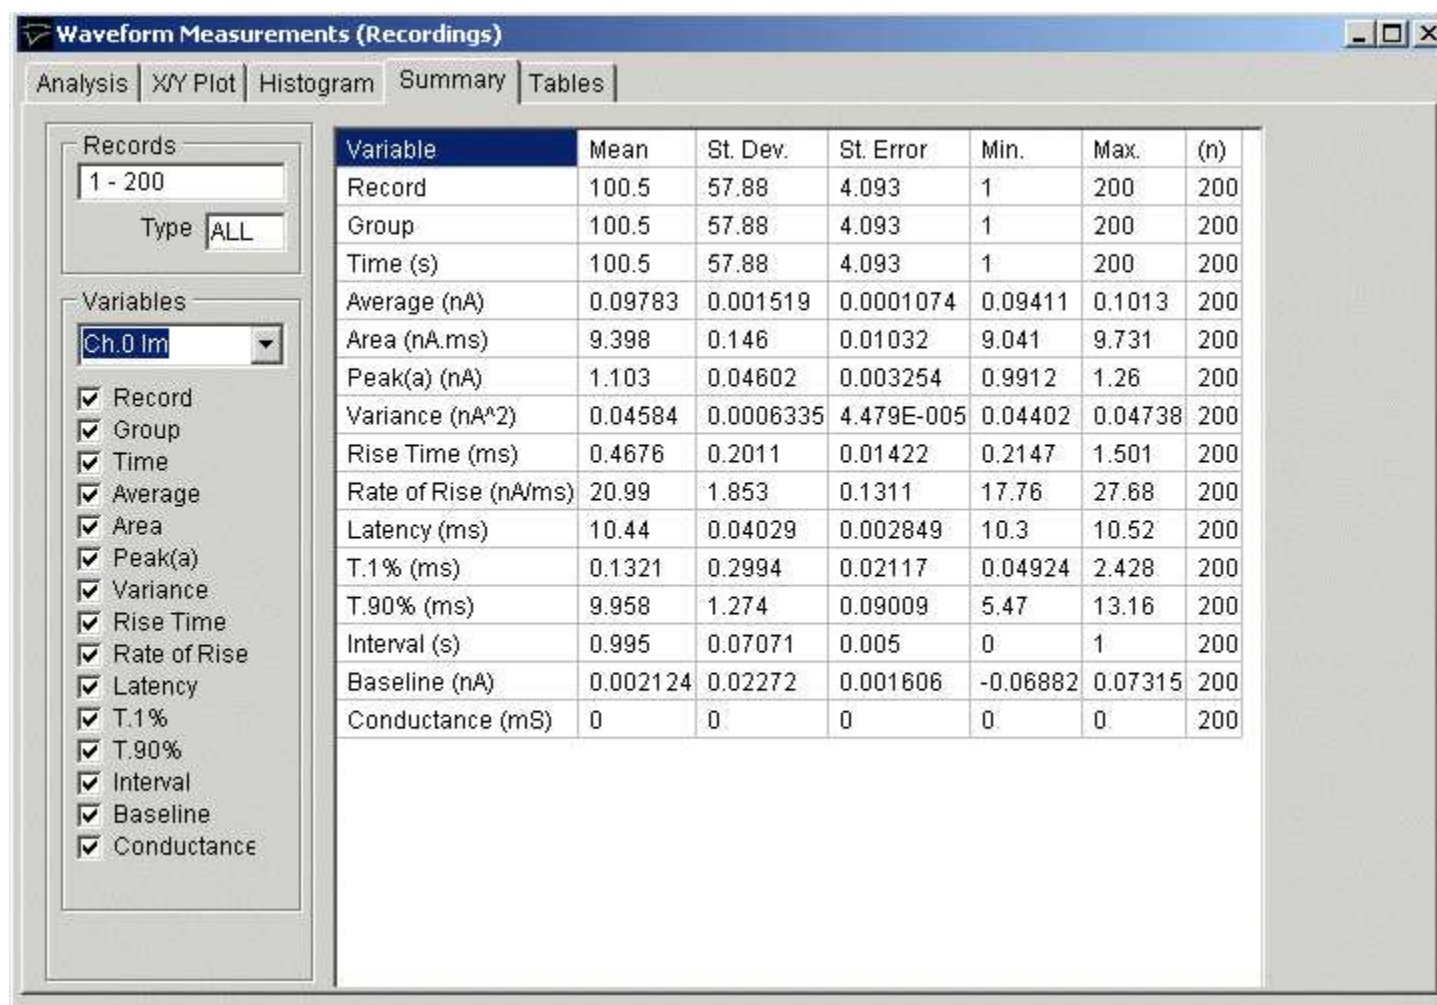 Waveform Measurements (Recordings)
Analysis X/Y Plot Histogram Summary Tables
Records
1 - 200
Type ALL
Variables
Ch.0 Im
Record
Group
Time
Average
Area
Peak(a)
Variance
Rise Time
Rate of Rise
Latency
T.1%
T.90%
Interval
Baseline
Conductance
Variable Mean St. Dev. St. Error Min. Max. (n)
Record 100.5 57.88 4.093 1 200 200
Group 100.5 57.88 4.093 1 200 200
Time (s) 100.5 57.88 4.093 1 200 200
Average (nA) 0.09783 0.001519 0.0001074 0.09411 0.1013 200
Area (nA.ms) 9.398 0.146 0.01032 9.041 9.731 200
Peak(a) (nA) 1.103 0.04602 0.003254 0.9912 1.26 200
Variance (nA^2) 0.04584 0.0006335 4.479E-005 0.04402 0.04738 200
Rise Time (ms) 0.4676 0.2011 0.01422 0.2147 1.501 200
Rate of Rise (nA/ms) 20.99 1.853 0.1311 17.76 27.68 200
Latency (ms) 10.44 0.04029 0.002849 10.3 10.52 200
T.1% (ms) 0.1321 0.2994 0.02117 0.04924 2.428 200
T.90% (ms) 9.958 1.274 0.09009 5.47 13.16 200
Interval (s) 0.995 0.07071 0.005 0 1 200
Baseline (nA) 0.002124 0.02272 0.001606 -0.06882 0.07315 200
Conductance (mS) 0 0 0 0 0 200